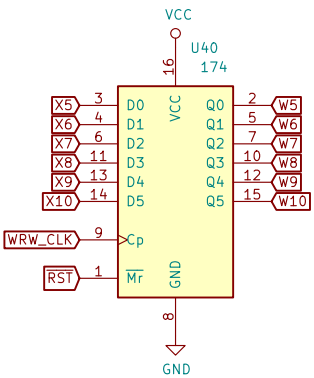 VCC
U40
174
16
VCC
X5 3 D0 Q0 2 W5
X6 4 D1 Q1 5 W6
X7 6 D2 Q2 7 W7
X8 11 D3 Q3 10 W8
X9 13 D4 Q4 12 W9
X10 14 D5 Q5 15 W10
WRW_CLK 9 Cp
R̅S̅T̅ 1 M̅r̅
GND
8
GND